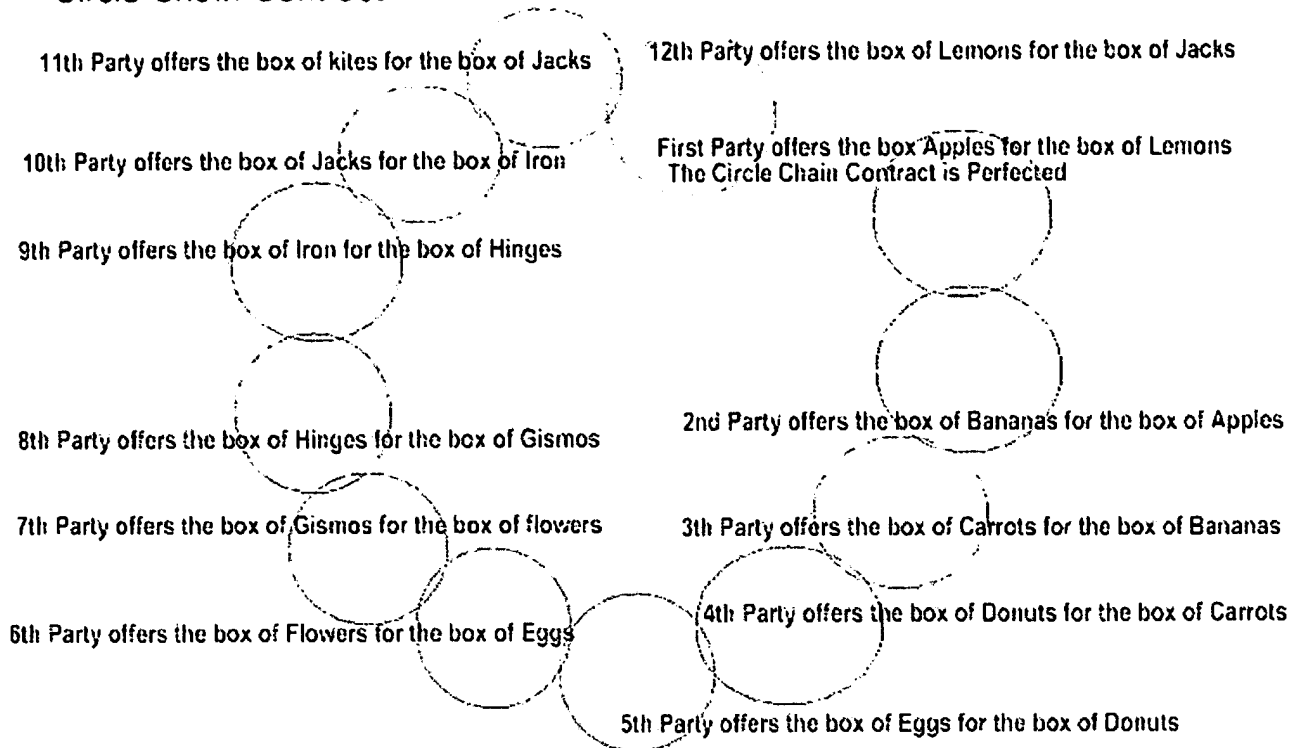 11th Party offers the box of kites for the box of Jacks
12th Party offers the box of Lemons for the box of Jacks
10th Party offers the box of Jacks for the box of Iron
First Party offers the box Apples for the box of Lemons
The Circle Chain Contract is Perfected
9th Party offers the box of Iron for the box of Hinges
8th Party offers the box of Hinges for the box of Gismos
2nd Party offers the box of Bananas for the box of Apples
7th Party offers the box of Gismos for the box of flowers
3th Party offers the box of Carrots for the box of Bananas
6th Party offers the box of Flowers for the box of Eggs
4th Party offers the box of Donuts for the box of Carrots
5th Party offers the box of Eggs for the box of Donuts